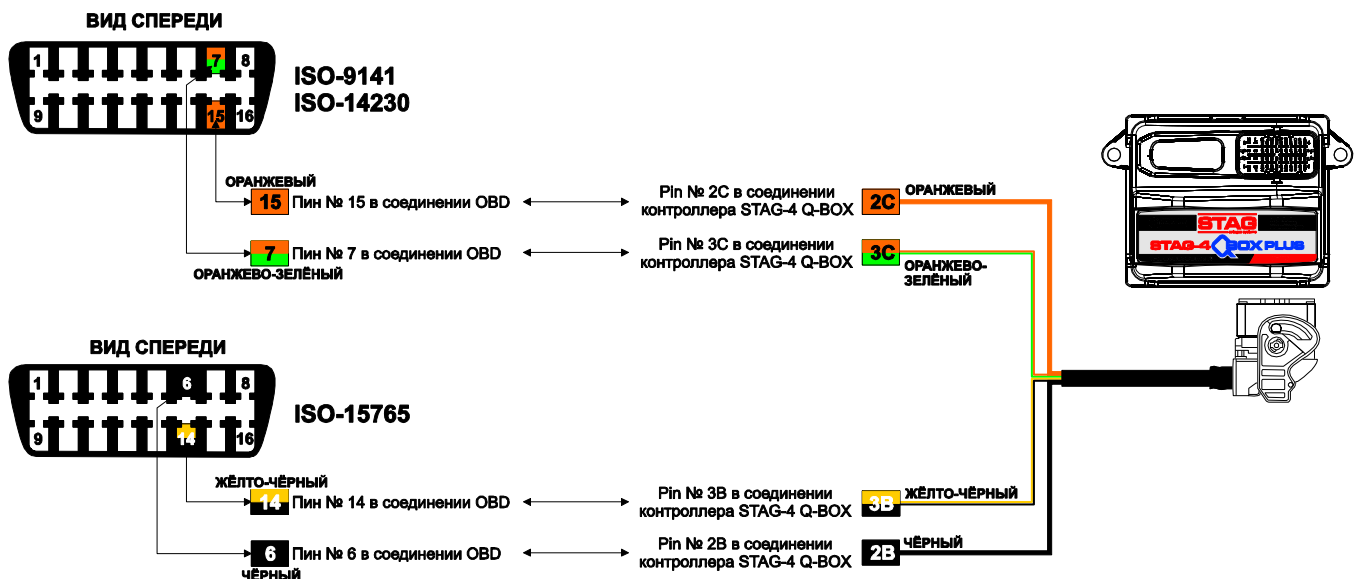 ВИД СПЕРЕДИ
1 7 8
9 15 16
ISO-9141
ISO-14230
ОРАНЖЕВЫЙ
15 Пин № 15 в соединении OBD
Pin № 2C в соединении
контроллера STAG-4 Q-BOX
2C ОРАНЖЕВЫЙ
7 Пин № 7 в соединении OBD
ОРАНЖЕВО-ЗЕЛЁНЫЙ
Pin № 3C в соединении
контроллера STAG-4 Q-BOX
3C ОРАНЖЕВО-
ЗЕЛЁНЫЙ
STAG
STAG-4 QBOX PLUS
ВИД СПЕРЕДИ
1 6 8
9 14 16
ISO-15765
ЖЁЛТО-ЧЁРНЫЙ
14 Пин № 14 в соединении OBD
Pin № 3B в соединении
контроллера STAG-4 Q-BOX
3B ЖЁЛТО-ЧЁРНЫЙ
6 Пин № 6 в соединении OBD
ЧЁРНЫЙ
Pin № 2B в соединении
контроллера STAG-4 Q-BOX
2B ЧЁРНЫЙ